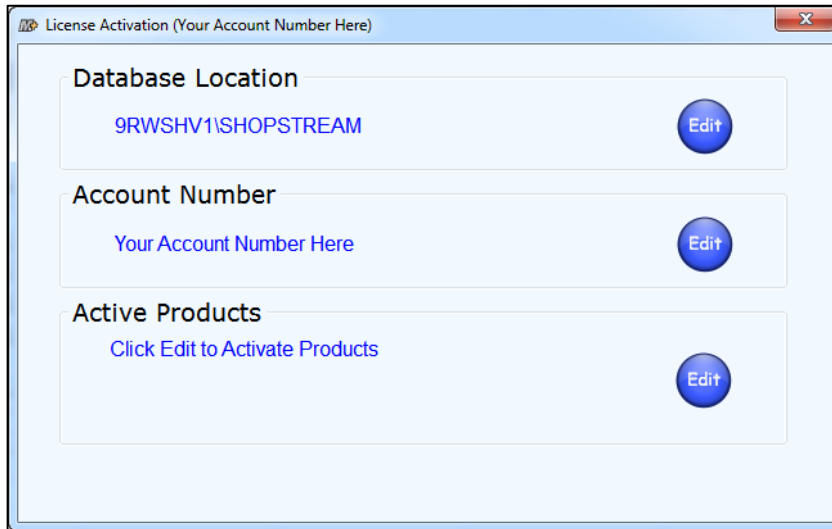 License Activation (Your Account Number Here)
Database Location
9RWSHV1\SHOPSTREAM
Edit
Account Number
Your Account Number Here
Edit
Active Products
Click Edit to Activate Products
Edit